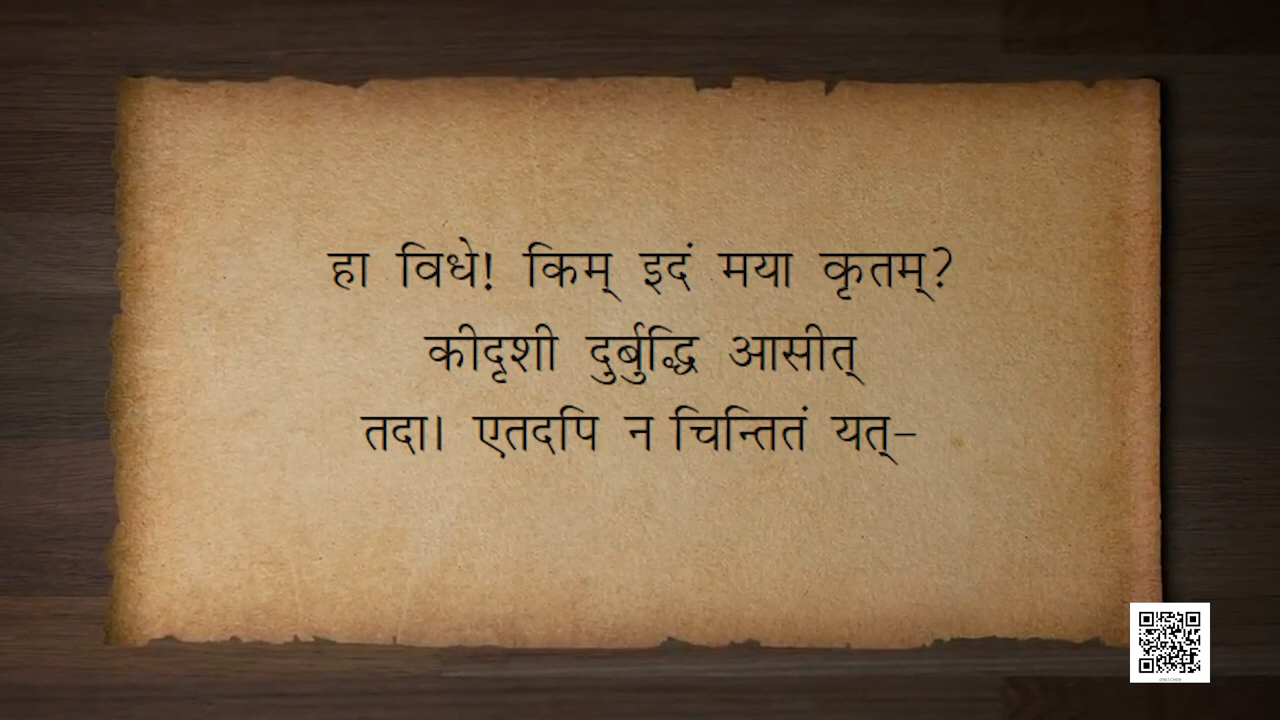 हा विधे! किम् इदं मया कृतम्?
कीदृशी दुर्बुद्धि आसीत्
तदा। एतदपि न चिन्तितं यत्-